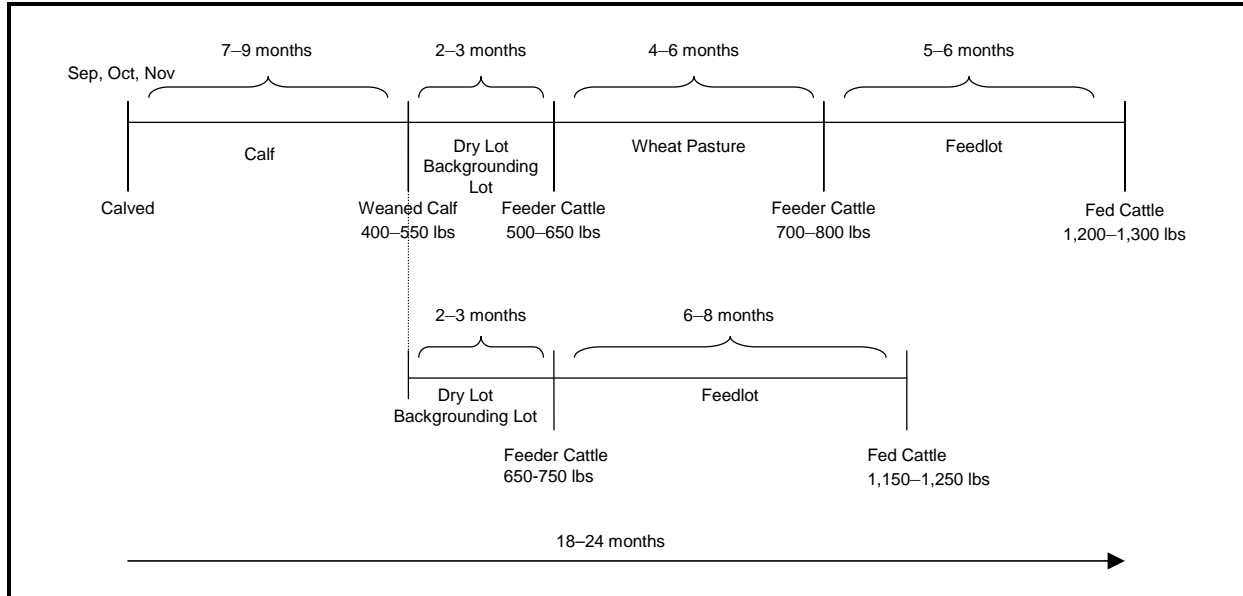 7–9 months
2–3 months
4–6 months
5–6 months
Sep, Oct, Nov
Calf
Dry Lot
Backgrounding
Lot
Wheat Pasture
Feedlot
Calved
Weaned Calf
400–550 lbs
Feeder Cattle
500–650 lbs
Feeder Cattle
700–800 lbs
Fed Cattle
1,200–1,300 lbs
2–3 months
6–8 months
Dry Lot
Backgrounding Lot
Feedlot
Feeder Cattle
650-750 lbs
Fed Cattle
1,150–1,250 lbs
18–24 months